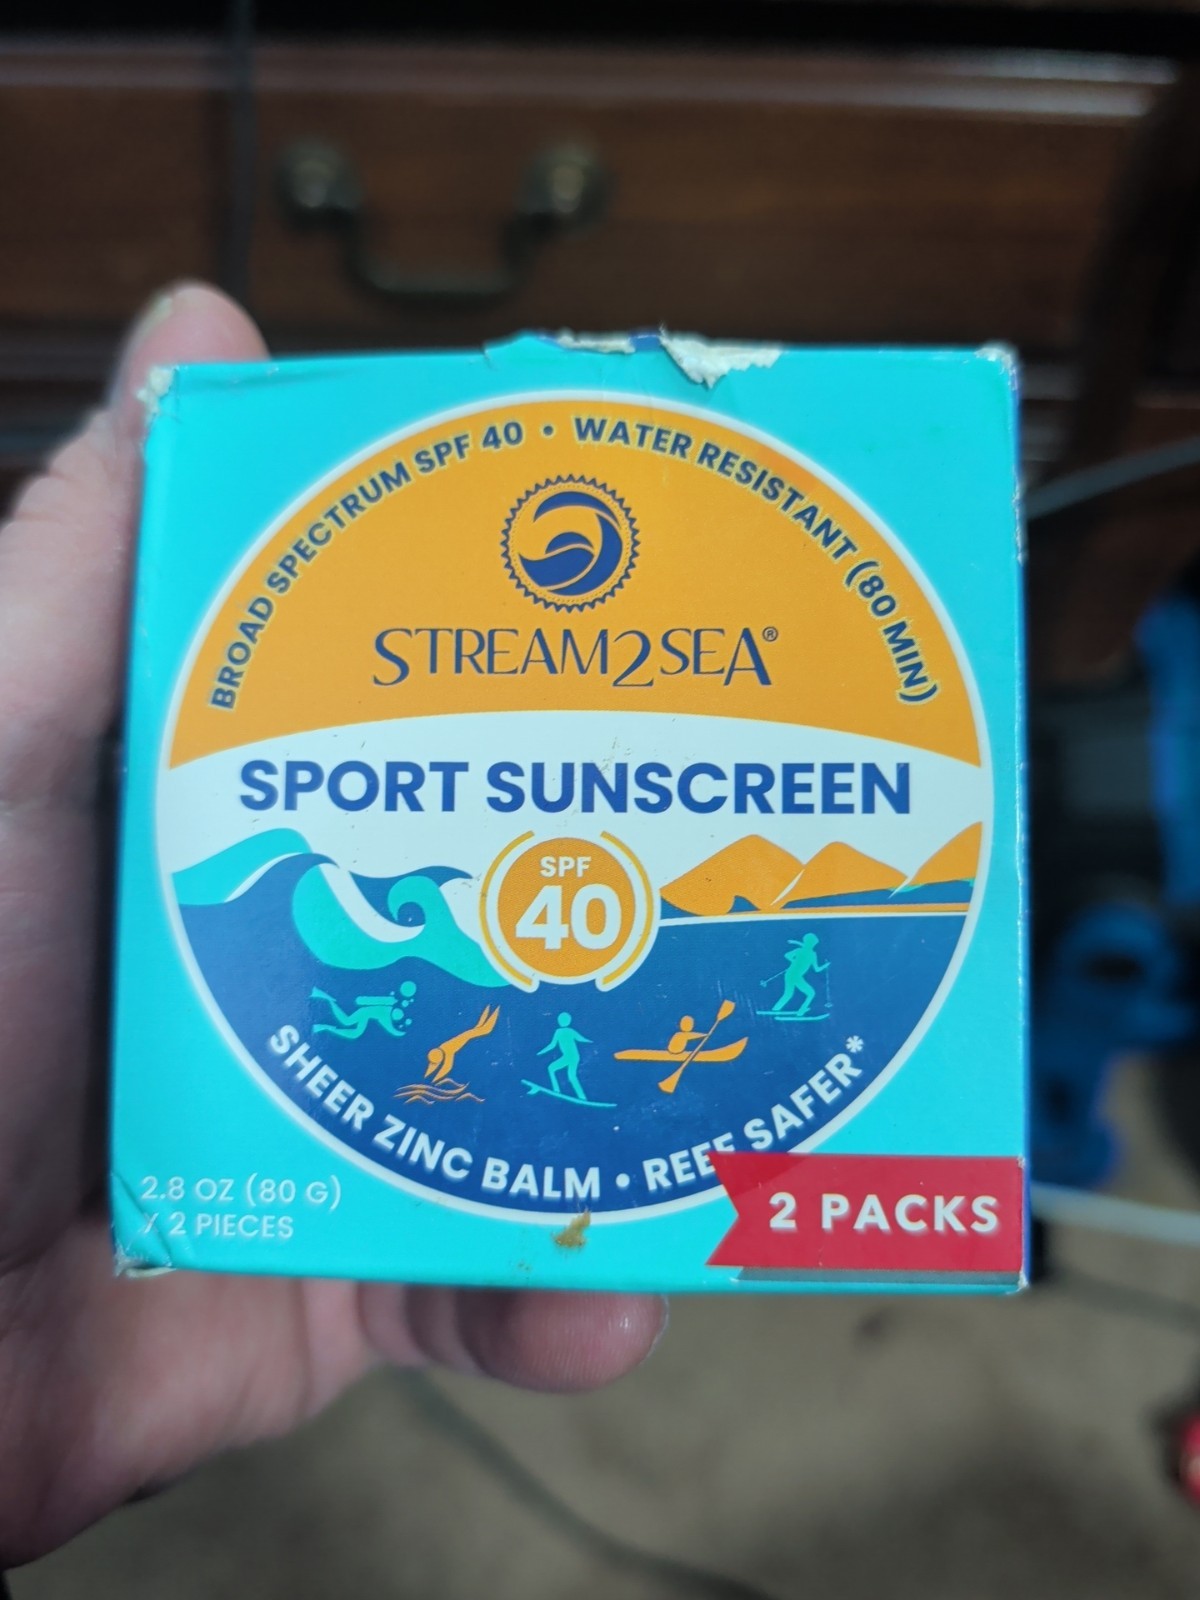 BROAD SPECTRUM SPF 40 • WATER RESISTANT (80 MIN)
STREAM2SEA®
SPORT SUNSCREEN
SPF
40
SHEER ZINC BALM • REEF SAFER*
2.8 OZ (80 G)
X 2 PIECES
2 PACKS